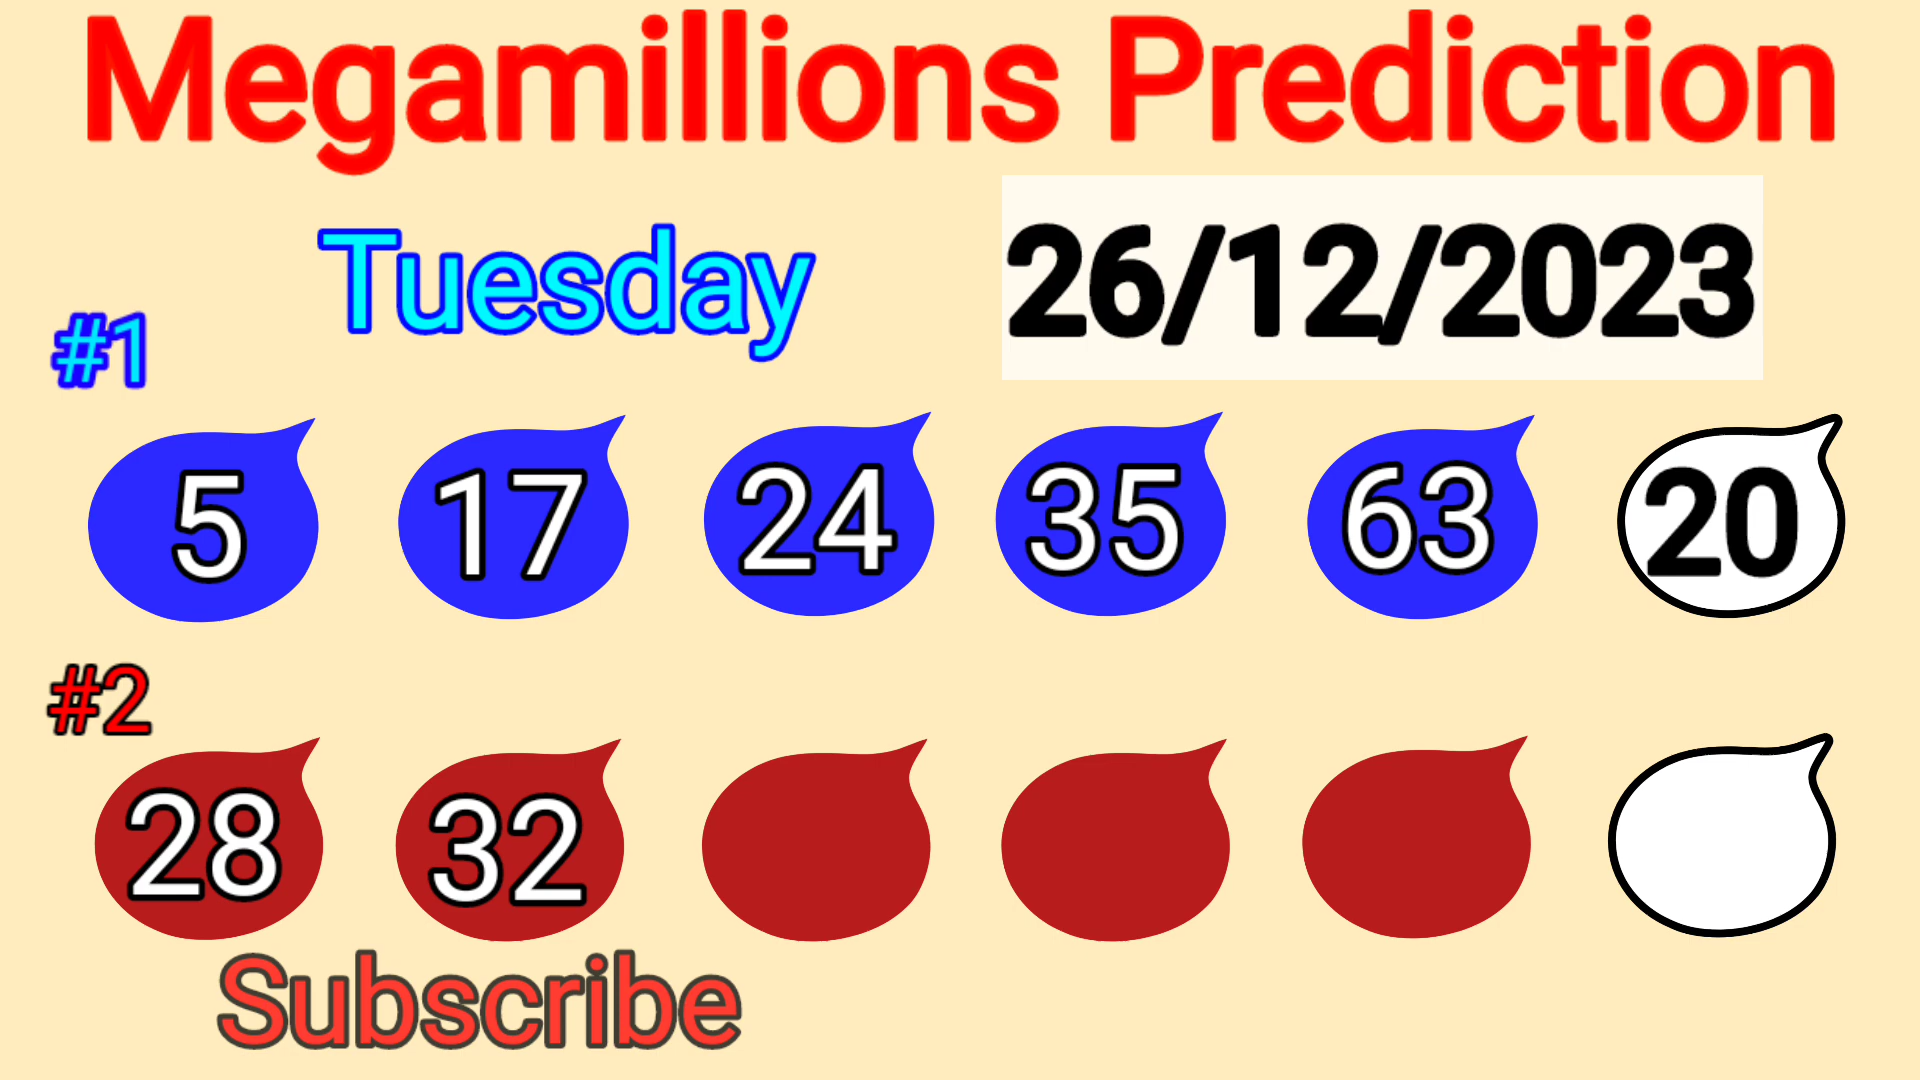 Megamillions Prediction
Tuesday 26/12/2023
#1
5 17 24 35 63 20
#2
28 32
Subscribe